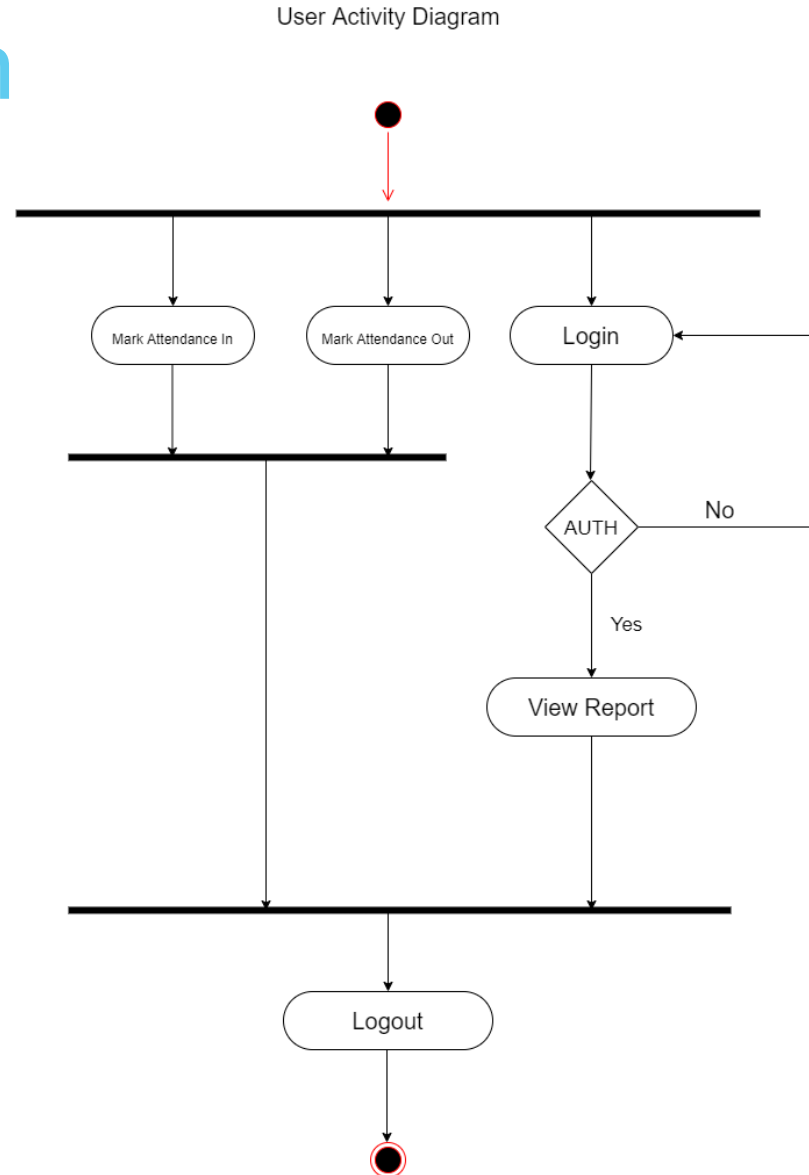 User Activity Diagram
Mark Attendance In
Mark Attendance Out
Login
AUTH
No
Yes
View Report
Logout